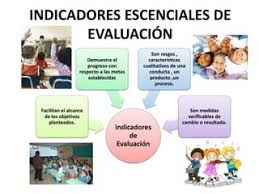 INDICADORES ESCENCIALES DE
EVALUACIÓN
Demuestra el
progreso con
respecto a las metas
establecidas
Son rasgos ,
características
cualitativas de una
conducta , un
producto ,un
proceso.
Facilitan el alcance
de los objetivos
planteados.
Indicadores
de
Evaluación
Son medidas
verificables de
cambio o resultado.